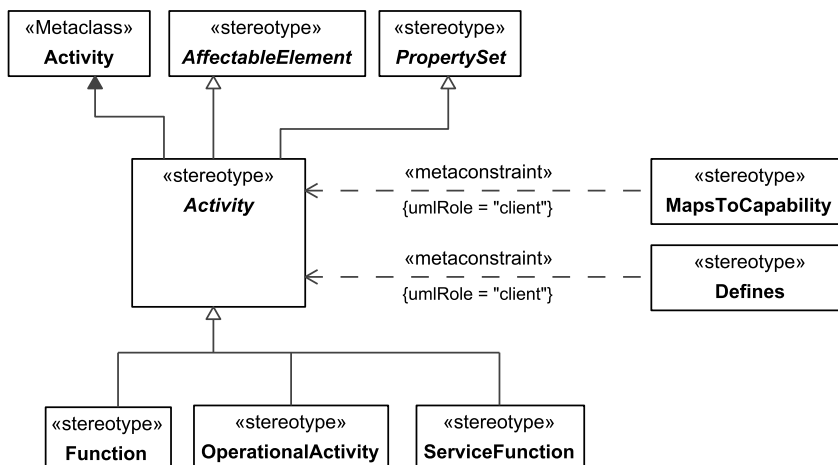 «Metaclass»
Activity
«stereotype»
AffectableElement
«stereotype»
PropertySet
«stereotype»
Activity
«metaconstraint»
{umlRole = "client"}
«stereotype»
MapsToCapability
«metaconstraint»
{umlRole = "client"}
«stereotype»
Defines
«stereotype»
Function
«stereotype»
OperationalActivity
«stereotype»
ServiceFunction